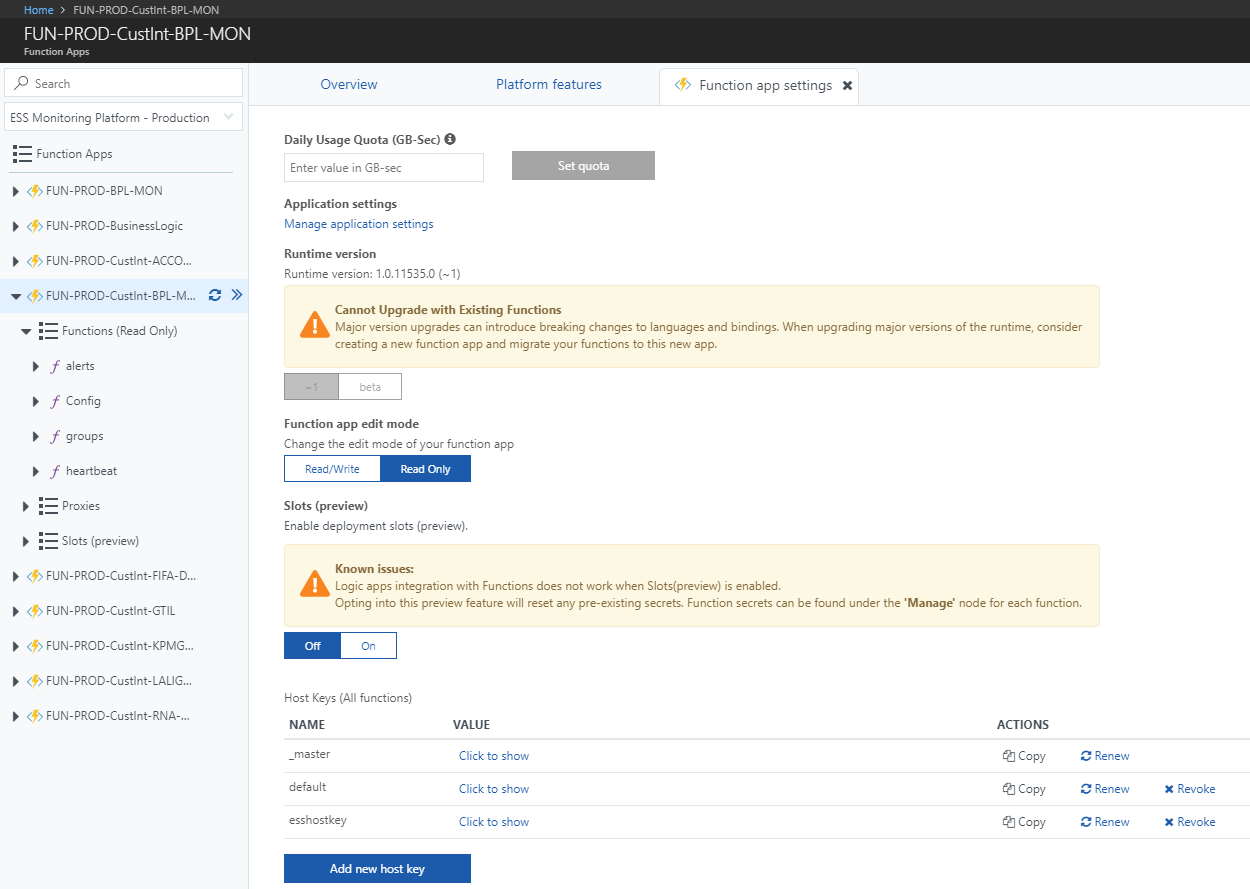 Home > FUN-PROD-CustInt-BPL-MON
FUN-PROD-CustInt-BPL-MON
Function Apps
Search
ESS Monitoring Platform - Production
Function Apps
FUN-PROD-BPL-MON
FUN-PROD-BusinessLogic
FUN-PROD-CustInt-ACCO...
FUN-PROD-CustInt-BPL-M...
Functions (Read Only)
alerts
Config
groups
heartbeat
Proxies
Slots (preview)
FUN-PROD-CustInt-FIFA-D...
FUN-PROD-CustInt-GTIL
FUN-PROD-CustInt-KPMG...
FUN-PROD-CustInt-LALIG...
FUN-PROD-CustInt-RNA-...
Overview Platform features Function app settings
Daily Usage Quota (GB-Sec)
Enter value in GB-sec Set quota
Application settings
Manage application settings
Runtime version
Runtime version: 1.0.11535.0 (~1)
Cannot Upgrade with Existing Functions
Major version upgrades can introduce breaking changes to languages and bindings. When upgrading major versions of the runtime, consider
creating a new function app and migrate your functions to this new app.
~1 beta
Function app edit mode
Change the edit mode of your function app
Read/Write Read Only
Slots (preview)
Enable deployment slots (preview).
Known issues:
Logic apps integration with Functions does not work when Slots(preview) is enabled.
Opting into this preview feature will reset any pre-existing secrets. Function secrets can be found under the 'Manage' node for each function.
Off On
Host Keys (All functions)
NAME VALUE ACTIONS
_master Click to show Copy Renew
default Click to show Copy Renew Revoke
esshostkey Click to show Copy Renew Revoke
Add new host key